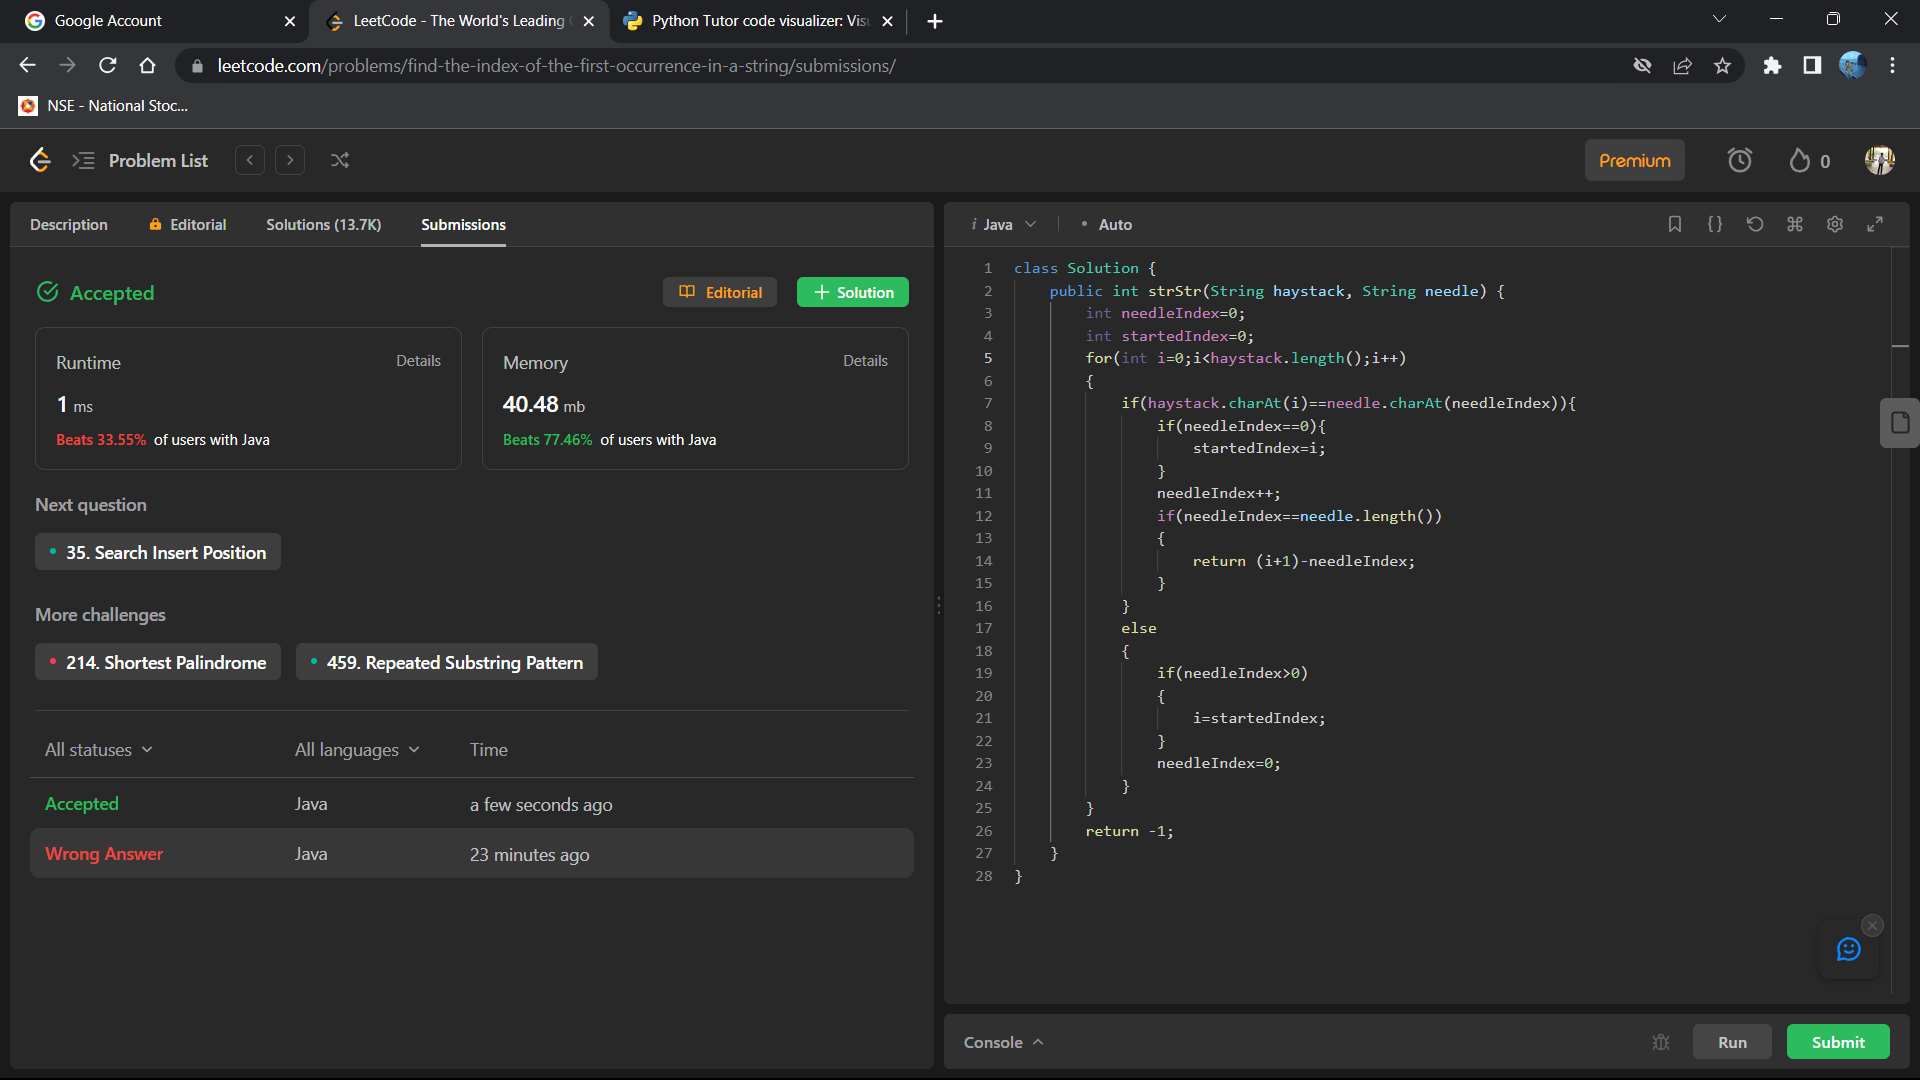 Google Account
LeetCode - The World's Leading
Python Tutor code visualizer: Vis
leetcode.com/problems/find-the-index-of-the-first-occurrence-in-a-string/submissions/
NSE - National Stoc...
Problem List
Premium
0
Description
Editorial
Solutions (13.7K)
Submissions
Accepted
Editorial
+ Solution
Runtime
Details
1 ms
Beats 33.55% of users with Java
Memory
Details
40.48 mb
Beats 77.46% of users with Java
Next question
• 35. Search Insert Position
More challenges
• 214. Shortest Palindrome
• 459. Repeated Substring Pattern
All statuses
All languages
Time
Accepted
Java
a few seconds ago
Wrong Answer
Java
23 minutes ago
i Java
• Auto
{}
1 class Solution {
2 public int strStr(String haystack, String needle) {
3 int needleIndex=0;
4 int startedIndex=0;
5 for(int i=0;i<haystack.length();i++)
6 {
7 if(haystack.charAt(i)==needle.charAt(needleIndex)){
8 if(needleIndex==0){
9 startedIndex=i;
10 }
11 needleIndex++;
12 if(needleIndex==needle.length())
13 {
14 return (i+1)-needleIndex;
15 }
16 }
17 else
18 {
19 if(needleIndex>0)
20 {
21 i=startedIndex;
22 }
23 needleIndex=0;
24 }
25 }
26 return -1;
27 }
28 }
Console
Run
Submit